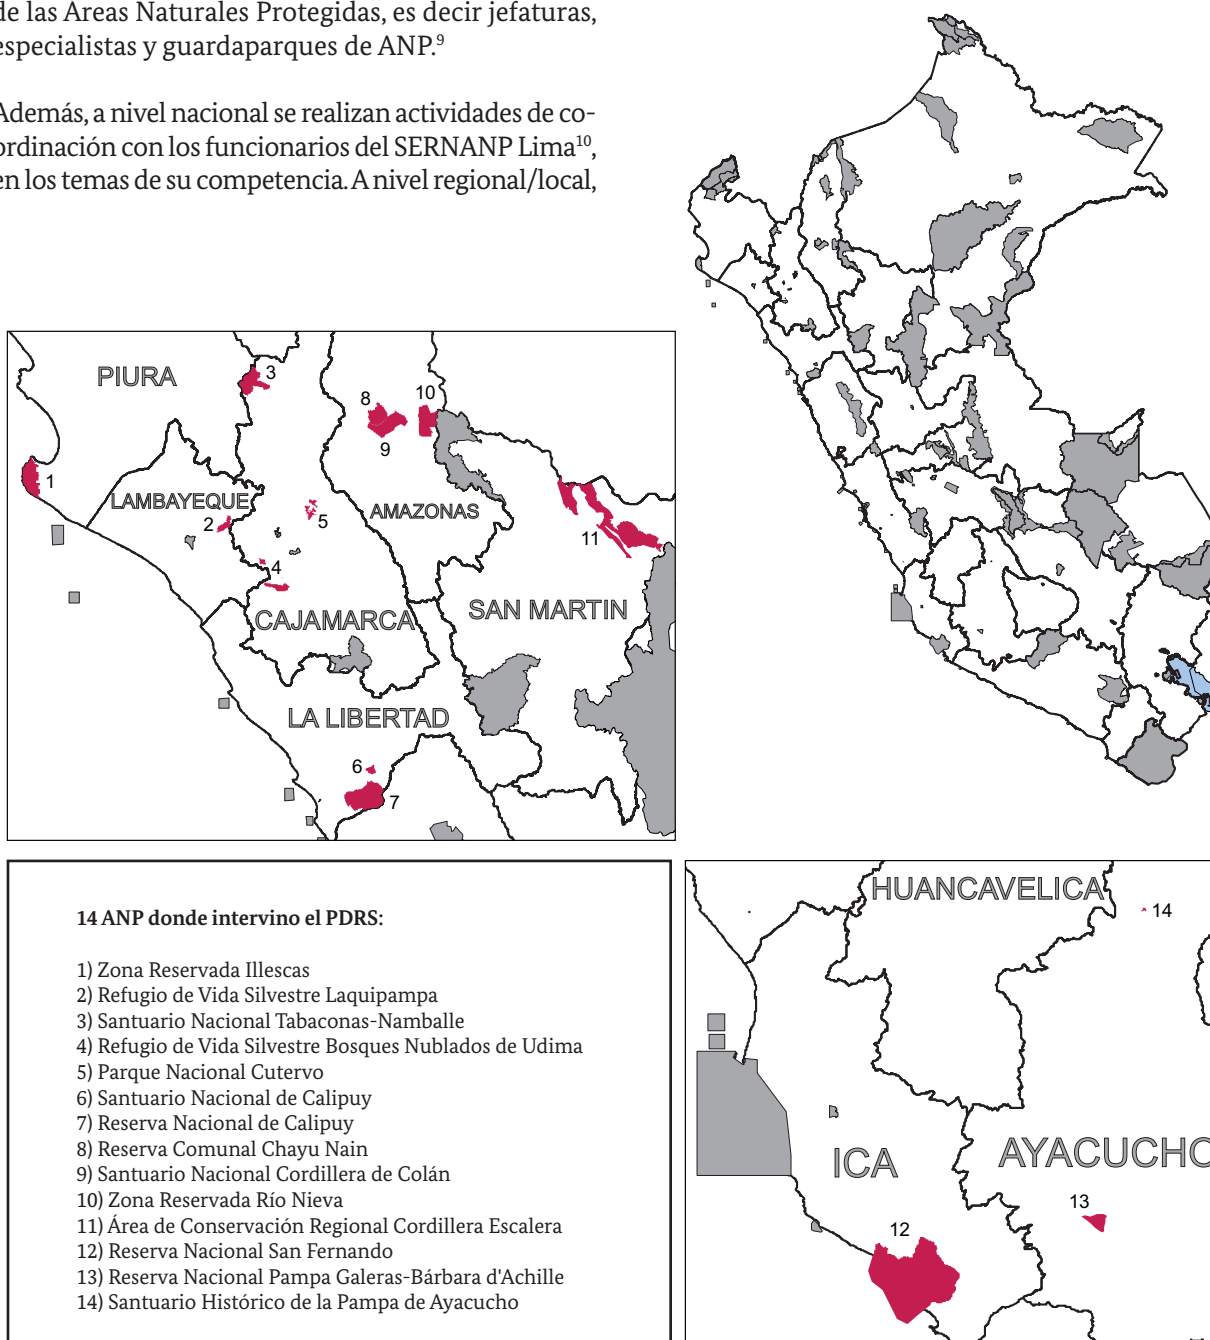 de las Áreas Naturales Protegidas, es decir jefaturas,
especialistas y guardaparques de ANP.⁹
Además, a nivel nacional se realizan actividades de co-
ordinación con los funcionarios del SERNANP Lima¹⁰,
en los temas de su competencia. A nivel regional/local,
PIURA
3
8
10
9
1
LAMBAYEQUE
2
5
AMAZONAS
11
4
CAJAMARCA
SAN MARTIN
LA LIBERTAD
6
7
14 ANP donde intervino el PDRS:
1) Zona Reservada Illescas
2) Refugio de Vida Silvestre Laquipampa
3) Santuario Nacional Tabaconas-Namballe
4) Refugio de Vida Silvestre Bosques Nublados de Udima
5) Parque Nacional Cutervo
6) Santuario Nacional de Calipuy
7) Reserva Nacional de Calipuy
8) Reserva Comunal Chayu Nain
9) Santuario Nacional Cordillera de Colán
10) Zona Reservada Río Nieva
11) Área de Conservación Regional Cordillera Escalera
12) Reserva Nacional San Fernando
13) Reserva Nacional Pampa Galeras-Bárbara d'Achille
14) Santuario Histórico de la Pampa de Ayacucho
HUANCAVELICA
14
ICA
AYACUCHO
13
12